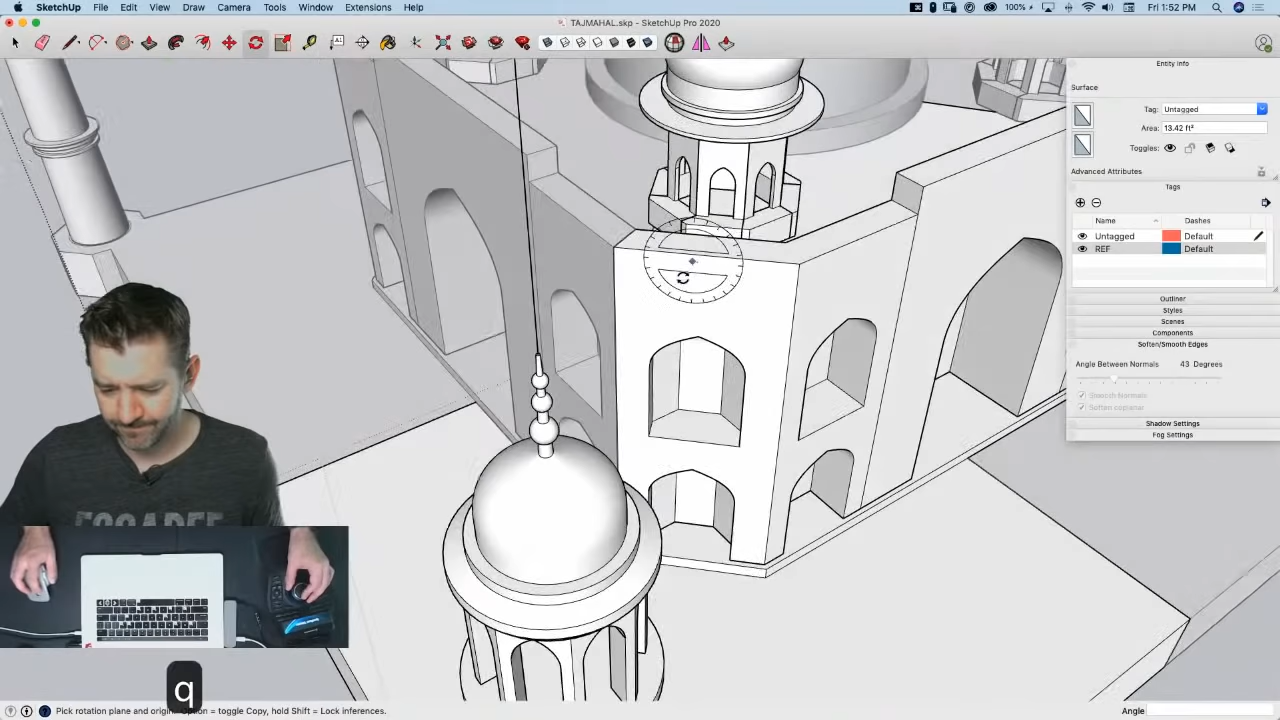 SketchUp File Edit View Draw Camera Tools Window Extensions Help 100% Fri 1:52 PM
TAJMAHAL.skp - SketchUp Pro 2020
Entity Info
Surface
Tag: Untagged
Area: 13.42 ft²
Toggles:
Advanced Attributes
Tags
Name Dashes
Untagged Default
REF Default
Outliner
Styles
Scenes
Components
Soften/Smooth Edges
Angle Between Normals 43 Degrees
Smooth Normals
Soften coplanar
Shadow Settings
Fog Settings
q
Pick rotation plane and origin. Option = toggle Copy, hold Shift = Lock inferences.
Angle